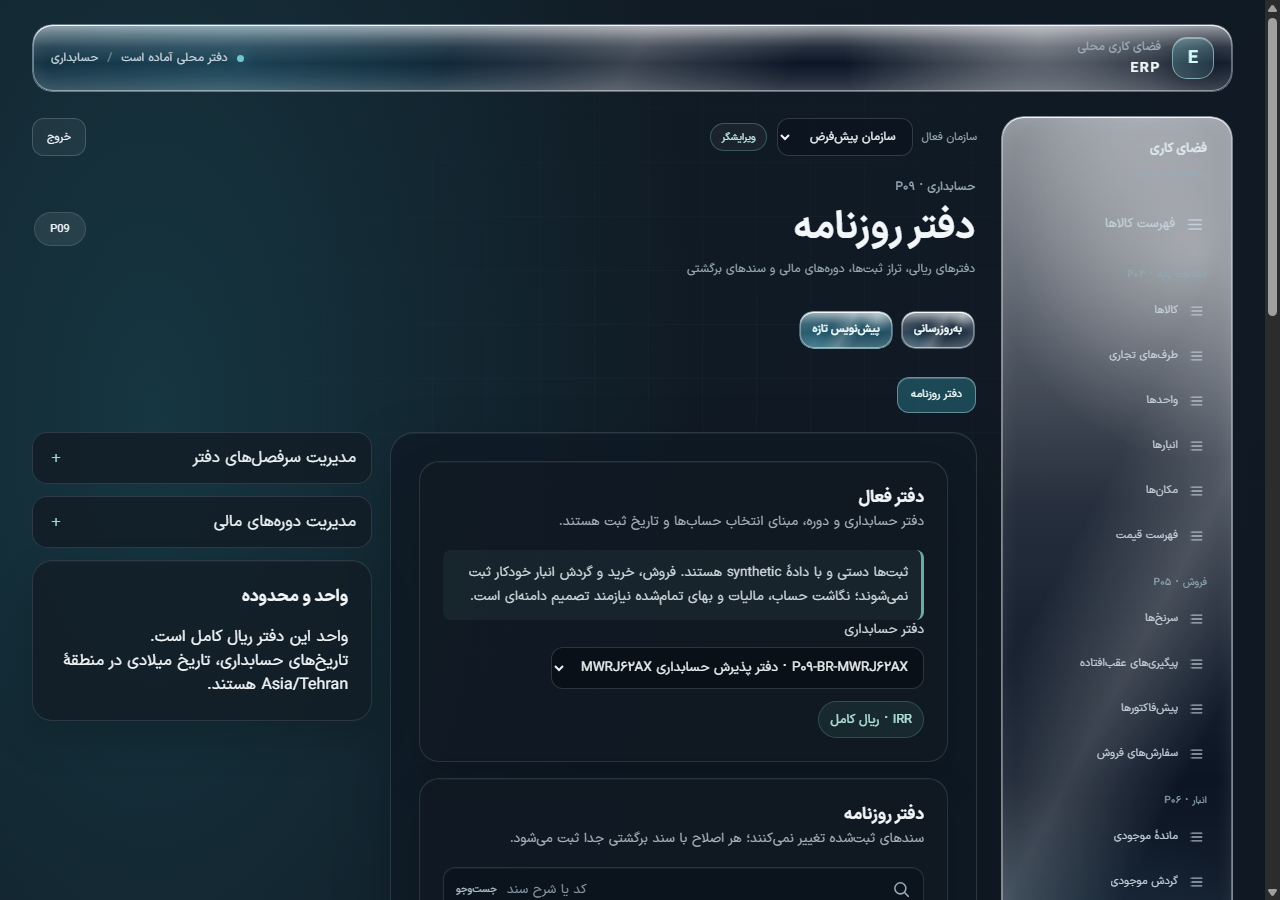 E
فضای کاری محلی
ERP
دفتر محلی آماده است / حسابداری
سازمان فعال
سازمان پیش‌فرض
ویرایشگر
خروج
حسابداری · P۰۹
دفتر روزنامه
P09
دفترهای ریالی، تراز ثبت‌ها، دوره‌های مالی و سندهای برگشتی
به‌روزرسانی
پیش‌نویس تازه
دفتر روزنامه
فضای کاری
فهرست کالاها
کالاها
طرف‌های تجاری
واحدها
انبارها
مکان‌ها
فهرست قیمت
فروش · P۰۵
سرنخ‌ها
پیگیری‌های عقب‌افتاده
پیش‌فاکتورها
سفارش‌های فروش
انبار · P۰۶
ماندهٔ موجودی
گردش موجودی
دفتر فعال
دفتر حسابداری و دوره، مبنای انتخاب حساب‌ها و تاریخ ثبت هستند.
ثبت‌ها دستی و با دادهٔ synthetic هستند. فروش، خرید و گردش انبار خودکار ثبت
نمی‌شوند؛ نگاشت حساب، مالیات و بهای تمام‌شده نیازمند تصمیم دامنه‌ای است.
دفتر حسابداری
P۰۹-BR-MWRJ۶۲AX · دفتر پذیرش حسابداری MWRJ۶۲AX
IRR · ریال کامل
دفتر روزنامه
سندهای ثبت‌شده تغییر نمی‌کنند؛ هر اصلاح با سند برگشتی جدا ثبت می‌شود.
کد یا شرح سند
جست‌وجو
مدیریت سرفصل‌های دفتر
+
مدیریت دوره‌های مالی
+
واحد و محدوده
واحد این دفتر ریال کامل است.
تاریخ‌های حسابداری، تاریخ میلادی در منطقهٔ
Asia/Tehran هستند.